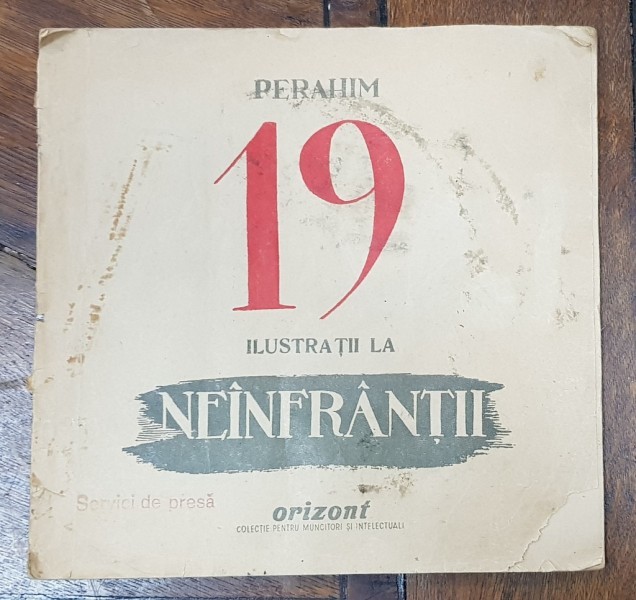 PERAHIM
19
ILUSTRAȚII LA
NEÎNFRÂNȚII
Servici de presă
orizont
COLECȚIE PENTRU MUNCITORI ȘI INTELECTUALI